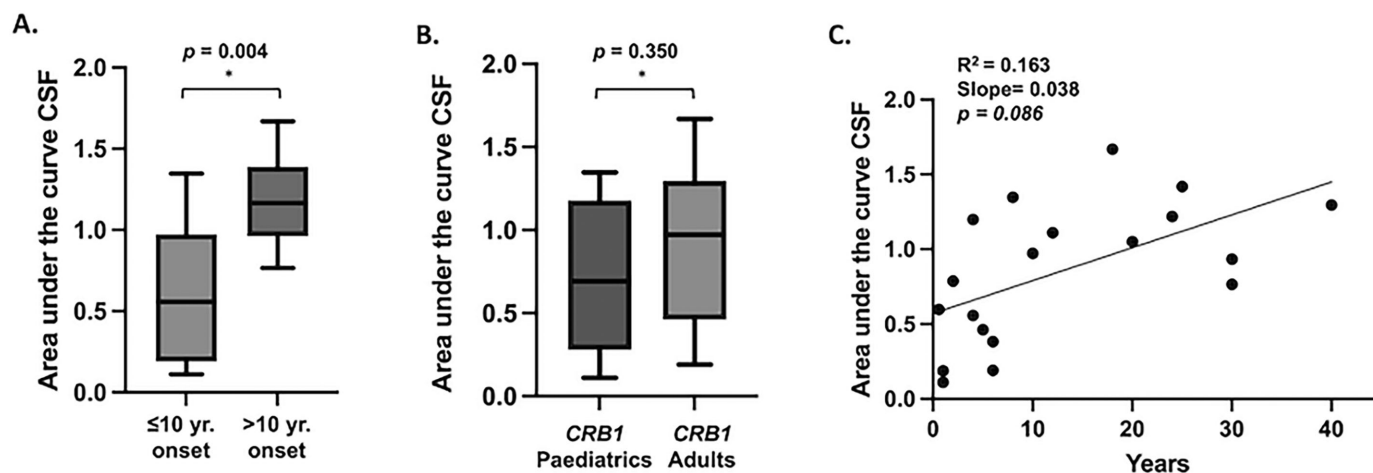 A.
p = 0.004
*
Area under the curve CSF
2.0
1.5
1.0
0.5
0.0
≤10 yr. onset
>10 yr. onset
B.
p = 0.350
*
Area under the curve CSF
2.0
1.5
1.0
0.5
0.0
CRB1 Paediatrics
CRB1 Adults
C.
R² = 0.163
Slope= 0.038
p = 0.086
Area under the curve CSF
2.0
1.5
1.0
0.5
0.0
0 10 20 30 40
Years